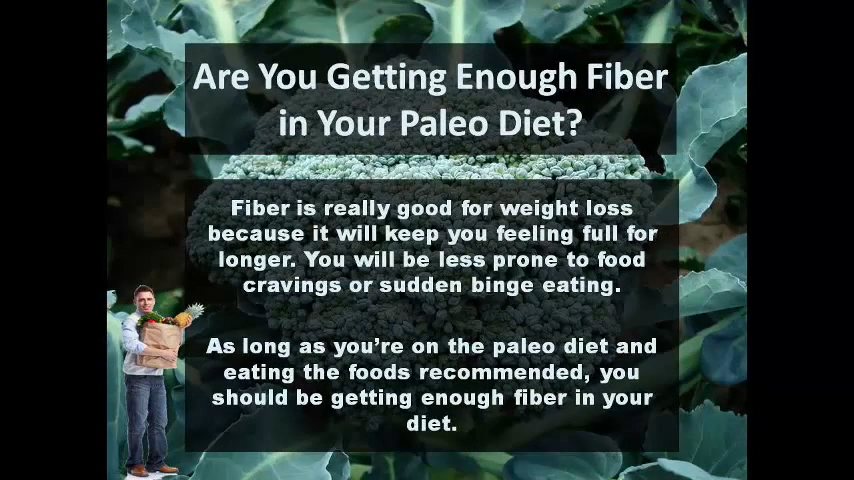 Are You Getting Enough Fiber
in Your Paleo Diet?
Fiber is really good for weight loss
because it will keep you feeling full for
longer. You will be less prone to food
cravings or sudden binge eating.
As long as you’re on the paleo diet and
eating the foods recommended, you
should be getting enough fiber in your
diet.